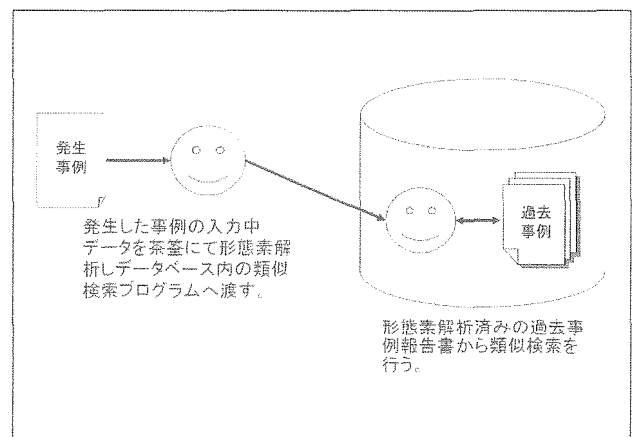 発生
事例
発生した事例の入力中
データを茶筌にて形態素解
析しデータベース内の類似
検索プログラムへ渡す。
過去
事例
形態素解析済みの過去事
例報告書から類似検索を
行う。